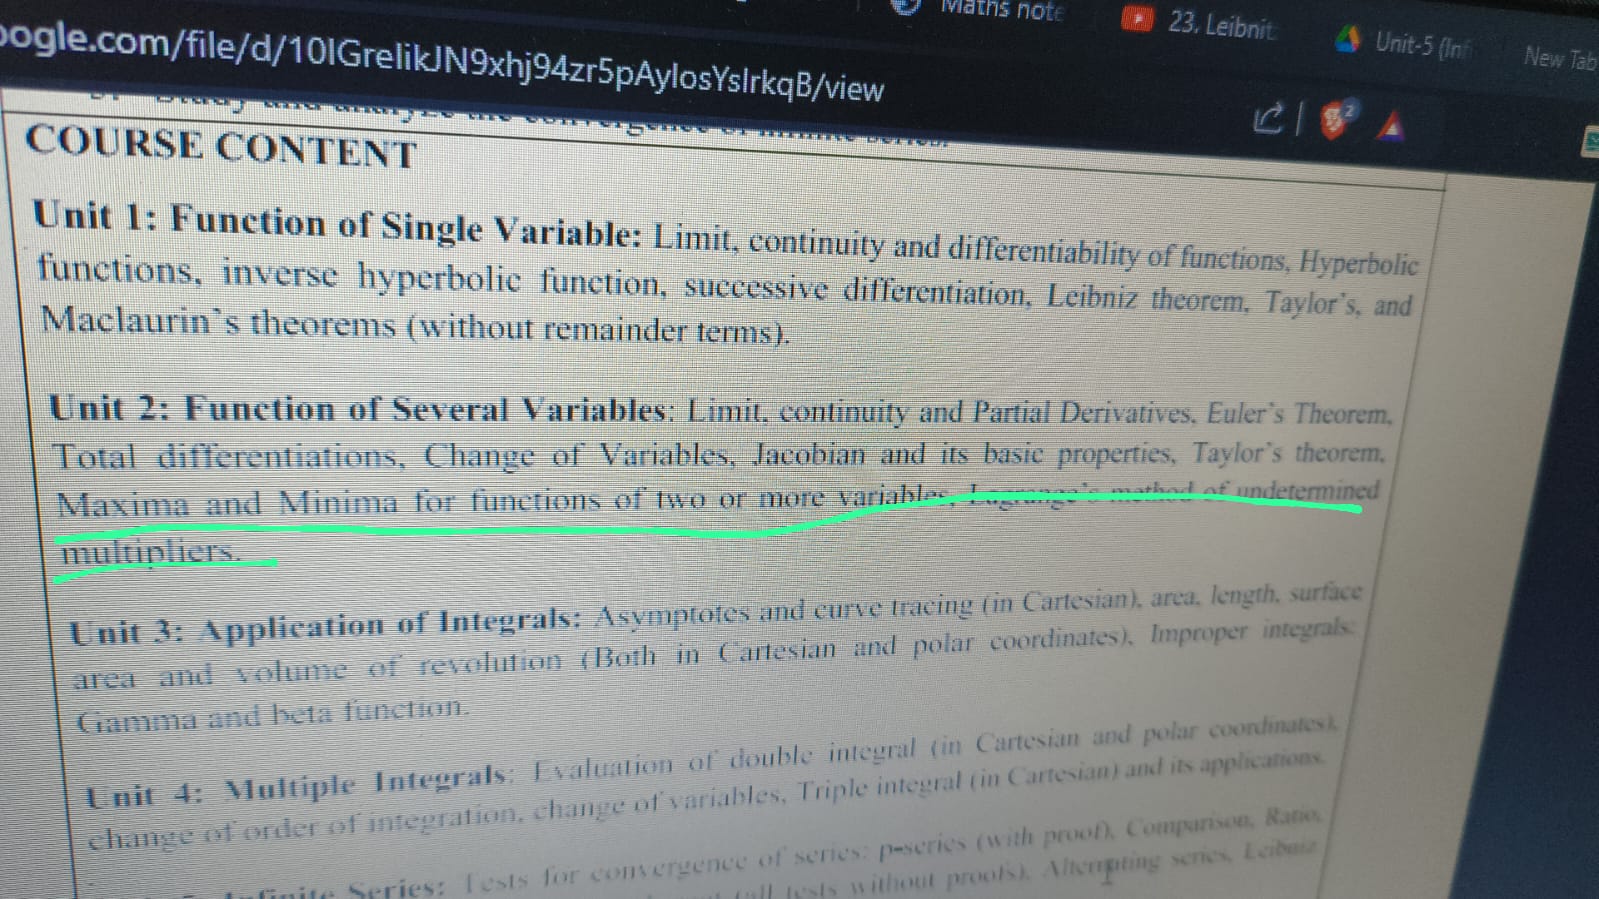 Maths note
23. Leibnit
Unit-5 (Inf
New Tab
oogle.com/file/d/10IGrelikJN9xhj94zr5pAylosYsIrkqB/view
2
COURSE CONTENT
Unit 1: Function of Single Variable: Limit, continuity and differentiability of functions, Hyperbolic
functions, inverse hyperbolic function, successive differentiation, Leibniz theorem, Taylor's, and
Maclaurin`s theorems (without remainder terms).
Unit 2: Function of Several Variables: Limit, continuity and Partial Derivatives, Euler's Theorem,
Total differentiations, Change of Variables, Jacobian and its basic properties, Taylor's theorem,
Maxima and Minima for functions of two or more variables, Lagrange's method of undetermined
multipliers.
Unit 3: Application of Integrals: Asymptotes and curve tracing (in Cartesian), area, length, surface
area and volume of revolution (Both in Cartesian and polar coordinates), Improper integrals:
Gamma and beta function.
Unit 4: Multiple Integrals: Evaluation of double integral (in Cartesian and polar coordinates),
change of order of integration, change of variables, Triple integral (in Cartesian) and its applications.
Infinite Series: Tests for convergence of series: p-series (with proof), Comparison, Ratio,
tests without proofs), Alternating series, Leibniz